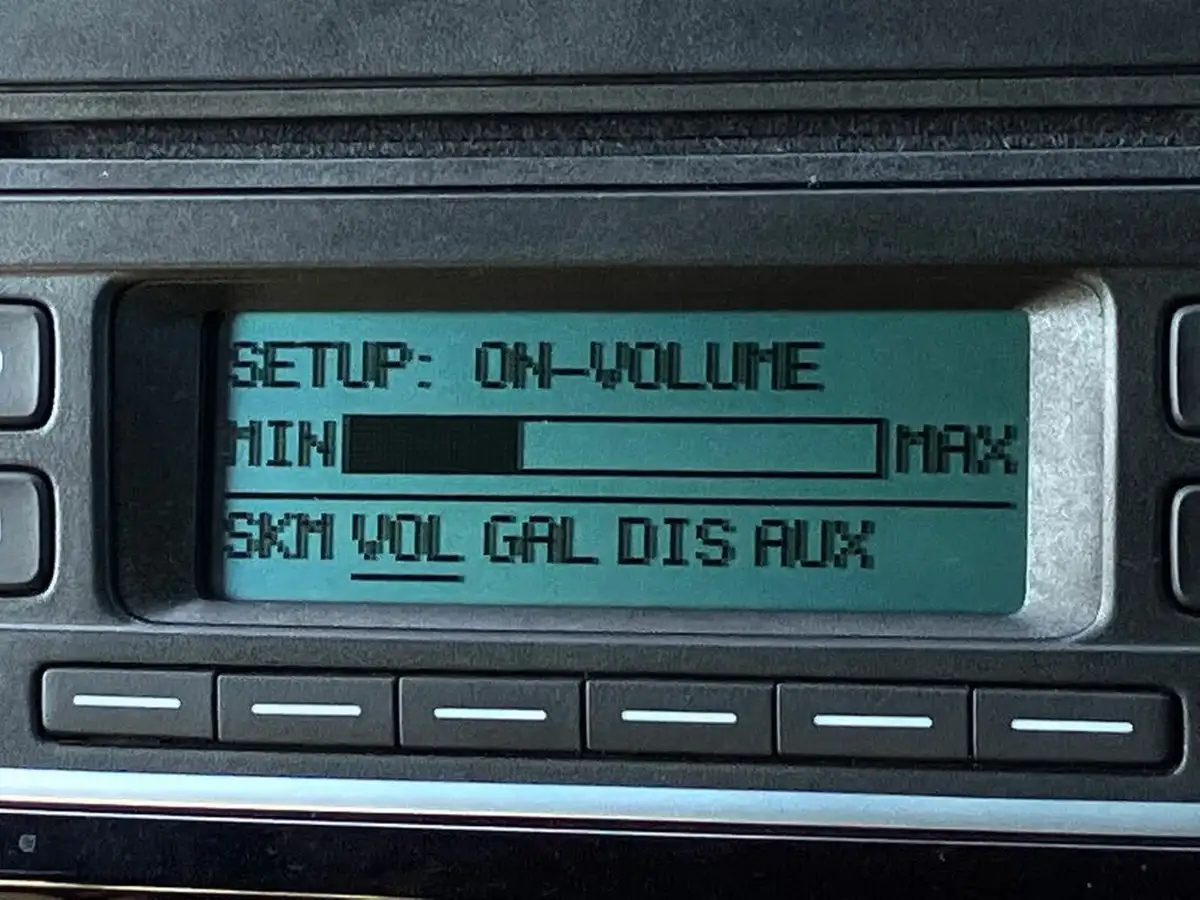 SETUP: ON-VOLUME
MIN MAX
SKM VOL GAL DIS AUX